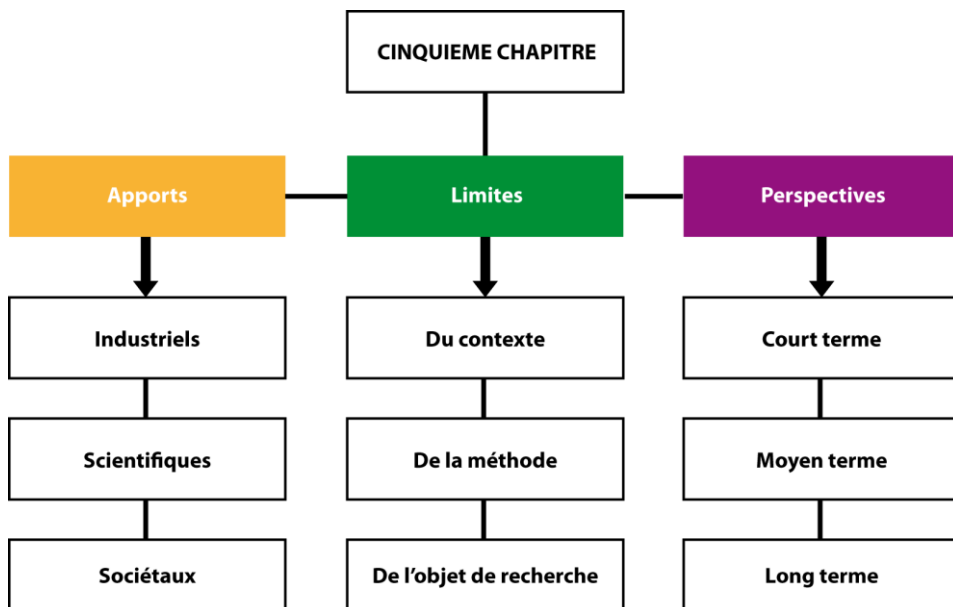 CINQUIEME CHAPITRE
Apports
Limites
Perspectives
Industriels
Du contexte
Court terme
Scientifiques
De la méthode
Moyen terme
Sociétaux
De l’objet de recherche
Long terme